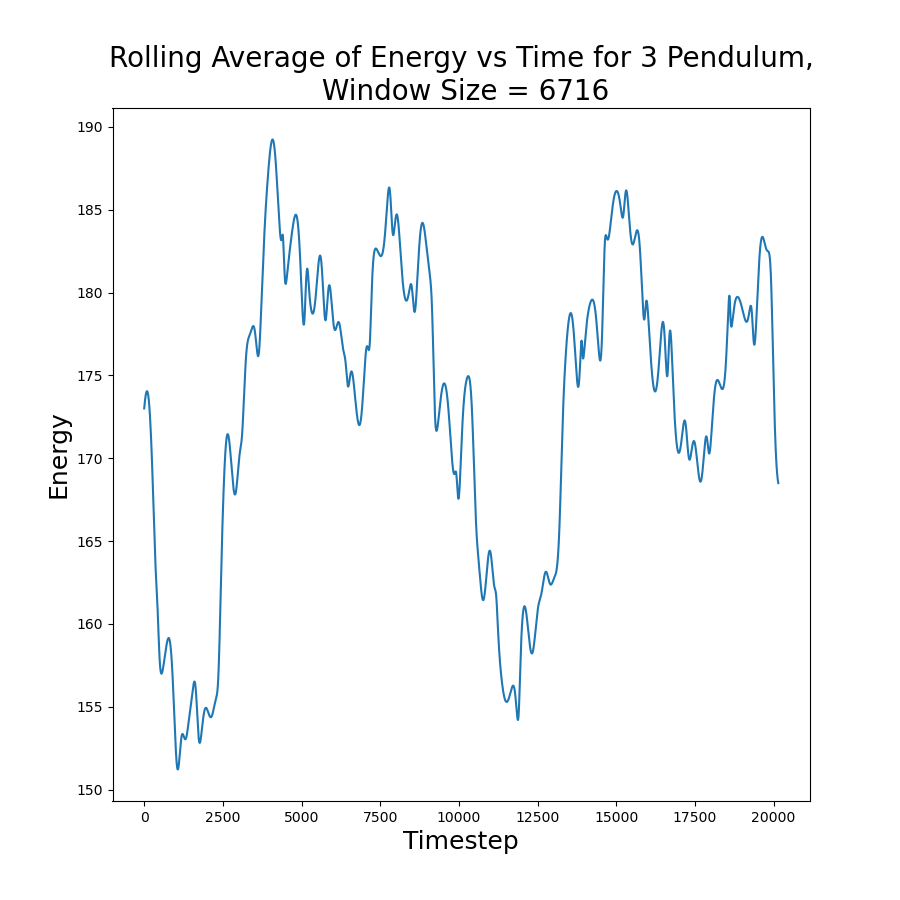 Rolling Average of Energy vs Time for 3 Pendulum,
Window Size = 6716
190
185
180
175
170
165
160
155
150
Energy
0 2500 5000 7500 10000 12500 15000 17500 20000
Timestep